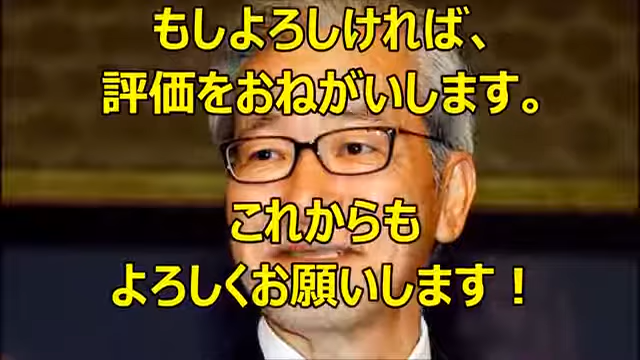 もしよろしければ、
評価をおねがいします。
これからも
よろしくお願いします！